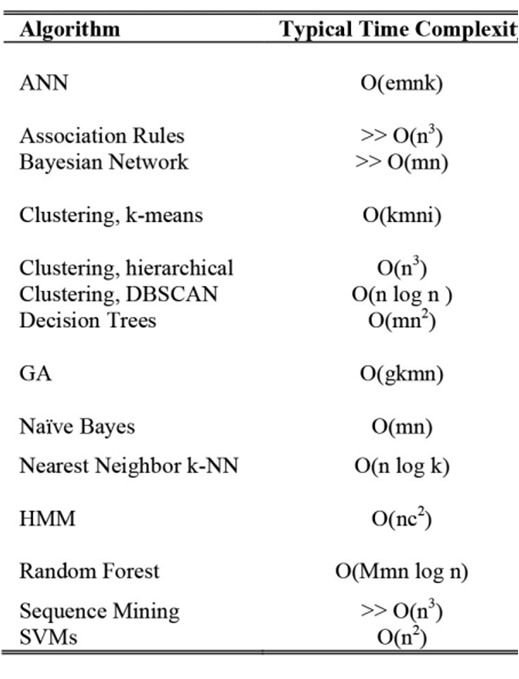 Algorithm Typical Time Complexity
ANN O(emnk)
Association Rules >> O(n³)
Bayesian Network >> O(mn)
Clustering, k-means O(kmni)
Clustering, hierarchical O(n³)
Clustering, DBSCAN O(n log n )
Decision Trees O(mn²)
GA O(gkmn)
Naïve Bayes O(mn)
Nearest Neighbor k-NN O(n log k)
HMM O(nc²)
Random Forest O(Mmn log n)
Sequence Mining >> O(n³)
SVMs O(n²)